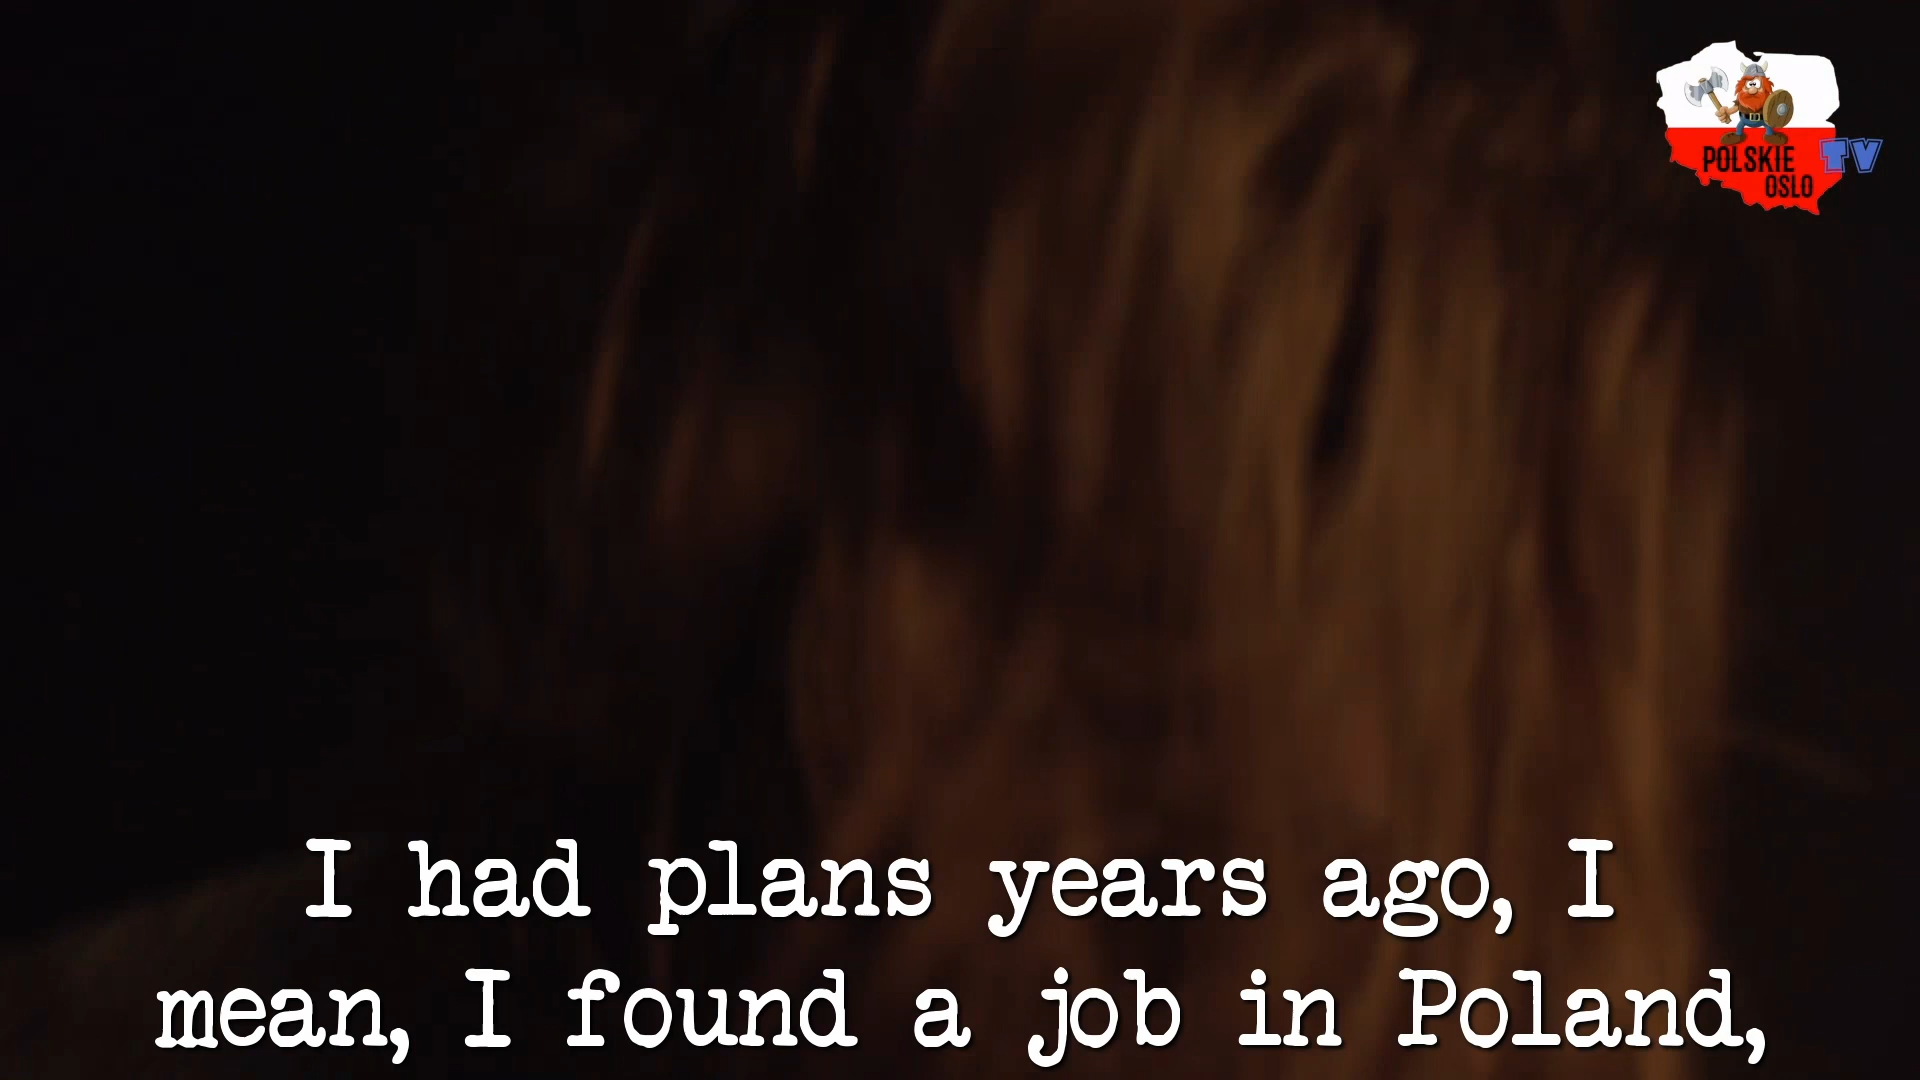 POLSKIE TV
OSLO
I had plans years ago, I
mean, I found a job in Poland,